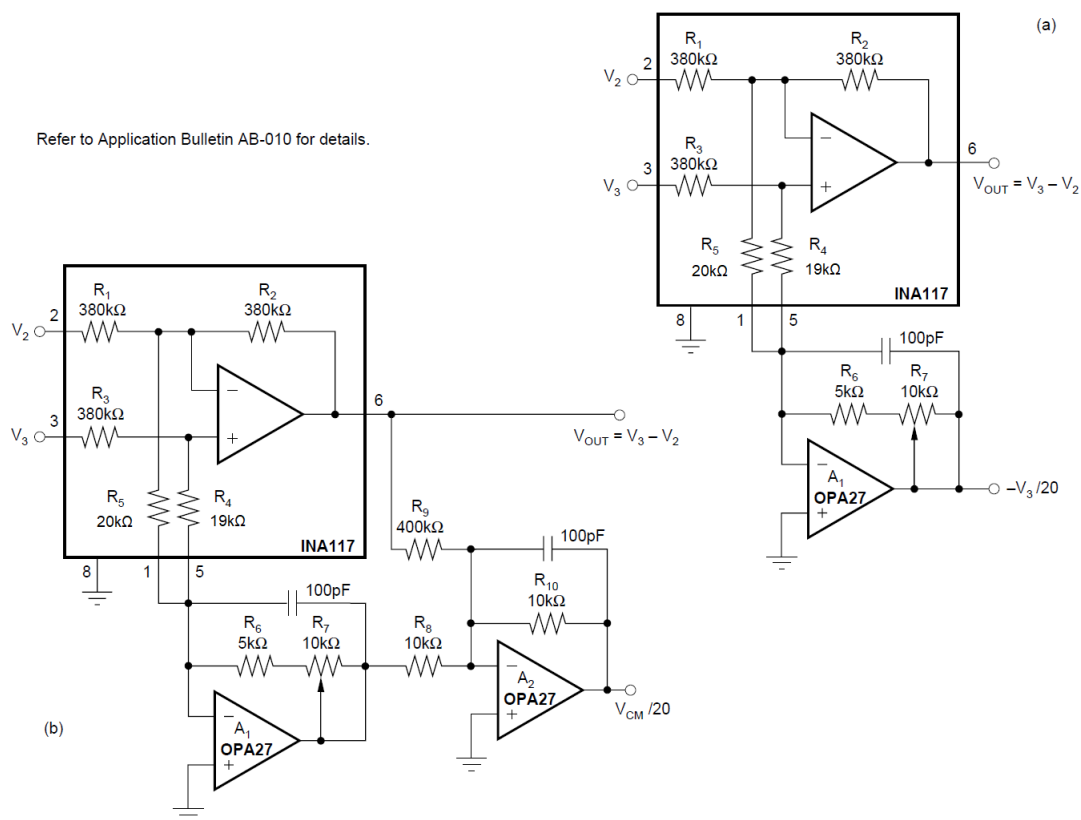 (a)
R1
380kΩ
R2
380kΩ
2
V2
R3
380kΩ
3
V3
−
+
6
VOUT = V3 – V2
R5
20kΩ
R4
19kΩ
INA117
8
1
5
100pF
R6
5kΩ
R7
10kΩ
−
A1
OPA27
+
–V3 /20
Refer to Application Bulletin AB-010 for details.
R1
380kΩ
R2
380kΩ
2
V2
R3
380kΩ
3
V3
−
+
6
VOUT = V3 – V2
R5
20kΩ
R4
19kΩ
INA117
R9
400kΩ
8
1
5
100pF
100pF
R6
5kΩ
R7
10kΩ
R8
10kΩ
R10
10kΩ
−
A1
OPA27
+
−
A2
OPA27
+
VCM /20
(b)